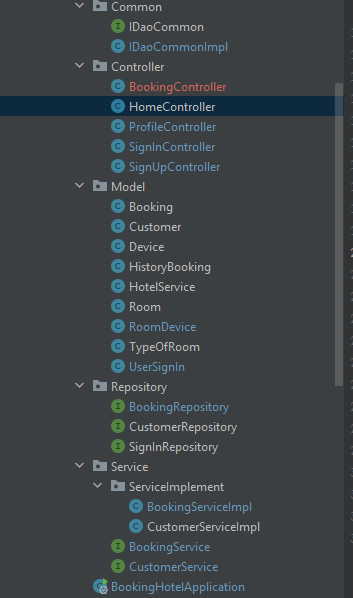 Common
IDaoCommon
IDaoCommonImpl
Controller
BookingController
HomeController
ProfileController
SignInController
SignUpController
Model
Booking
Customer
Device
HistoryBooking
HotelService
Room
RoomDevice
TypeOfRoom
UserSignIn
Repository
BookingRepository
CustomerRepository
SignInRepository
Service
ServiceImplement
BookingServiceImpl
CustomerServiceImpl
BookingService
CustomerService
BookingHotelApplication